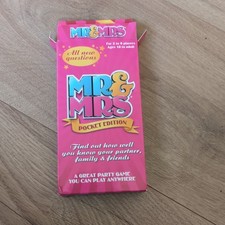 MR&MRS
All new
questions
For 2 to 8 players
MR&
MRS
POCKET EDITION
Find out how well
you know your partner,
family & friends
A GREAT PARTY GAME
YOU CAN PLAY ANYWHERE